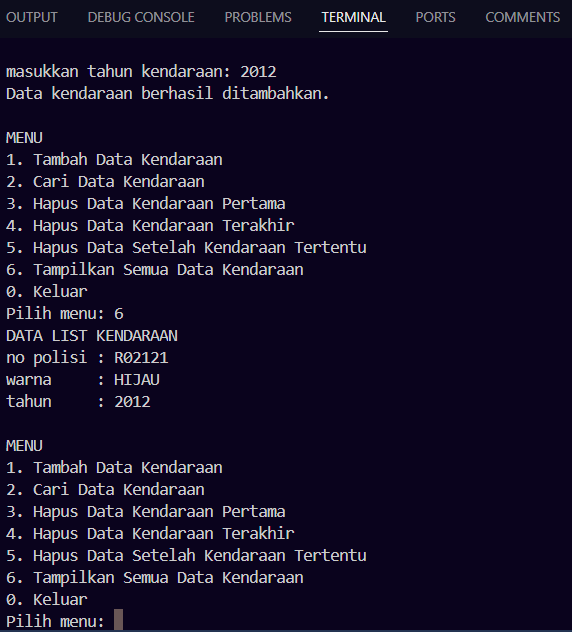 OUTPUT DEBUG CONSOLE PROBLEMS TERMINAL PORTS COMMENTS
masukkan tahun kendaraan: 2012
Data kendaraan berhasil ditambahkan.
MENU
1. Tambah Data Kendaraan
2. Cari Data Kendaraan
3. Hapus Data Kendaraan Pertama
4. Hapus Data Kendaraan Terakhir
5. Hapus Data Setelah Kendaraan Tertentu
6. Tampilkan Semua Data Kendaraan
0. Keluar
Pilih menu: 6
DATA LIST KENDARAAN
no polisi : R02121
warna     : HIJAU
tahun     : 2012
MENU
1. Tambah Data Kendaraan
2. Cari Data Kendaraan
3. Hapus Data Kendaraan Pertama
4. Hapus Data Kendaraan Terakhir
5. Hapus Data Setelah Kendaraan Tertentu
6. Tampilkan Semua Data Kendaraan
0. Keluar
Pilih menu: